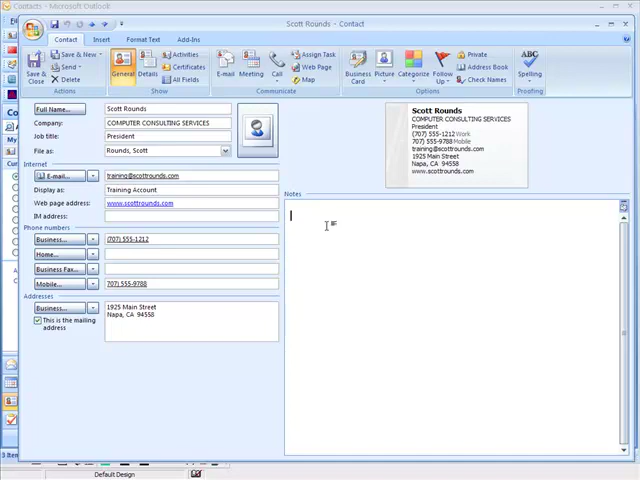 Contacts - Microsoft Outlook
Scott Rounds - Contact
Contact Insert Format Text Add-Ins
Save & Close
Save & New
Send
Delete
Actions
General
Details
Activities
Certificates
All Fields
Show
E-mail
Meeting
Call
Assign Task
Web Page
Map
Communicate
Business Card
Picture
Categorize
Follow Up
Private
Address Book
Check Names
Options
Spelling
Proofing
Full Name... Scott Rounds
Company: COMPUTER CONSULTING SERVICES
Job title: President
File as: Rounds, Scott
Internet
E-mail... training@scottrounds.com
Display as: Training Account
Web page address: www.scottrounds.com
IM address:
Phone numbers
Business... (707) 555-1212
Home...
Business Fax...
Mobile... 707) 555-9788
Addresses
Business... 1925 Main Street
Napa, CA 94558
This is the mailing
address
Scott Rounds
COMPUTER CONSULTING SERVICES
President
(707) 555-1212 Work
(707) 555-9788 Mobile
training@scottrounds.com
1925 Main Street
Napa, CA 94558
www.scottrounds.com
Notes
Default Design